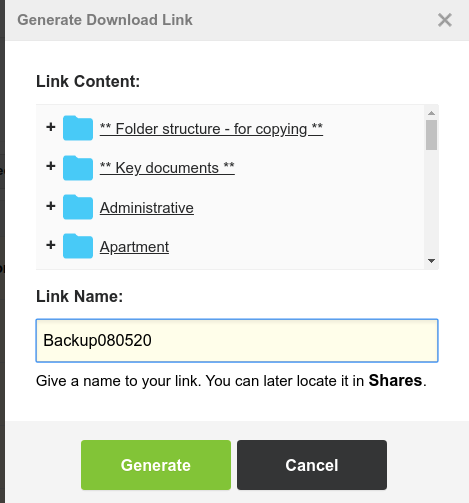 Generate Download Link
Link Content:
** Folder structure - for copying **
** Key documents **
Administrative
Apartment
Link Name:
Backup080520
Give a name to your link. You can later locate it in Shares.
Generate Cancel